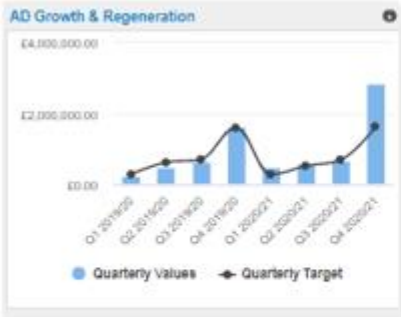 AD Growth & Regeneration
£4,000,000.00
£2,000,000.00
£0.00
Q1 2019/20
Q2 2019/20
Q3 2019/20
Q4 2019/20
Q1 2020/21
Q2 2020/21
Q3 2020/21
Q4 2020/21
Quarterly Values
Quarterly Target